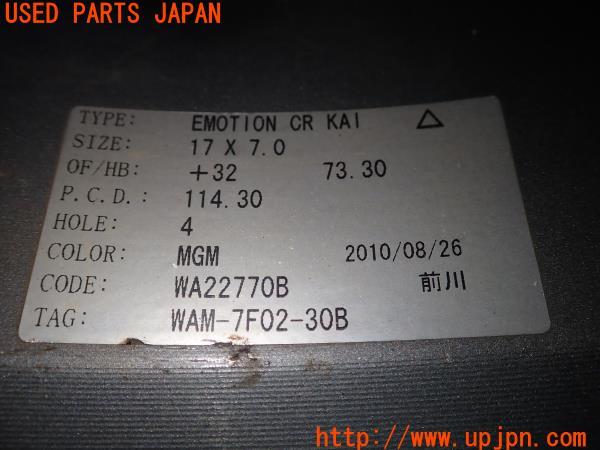 USED PARTS JAPAN
TYPE: EMOTION CR KAI △
SIZE: 17 X 7.0
OF/HB: +32 73.30
P.C.D.: 114.30
HOLE: 4
COLOR: MGM 2010/08/26
CODE: WA22770B 前川
TAG: WAM-7F02-30B
http://www.upjpn.com/